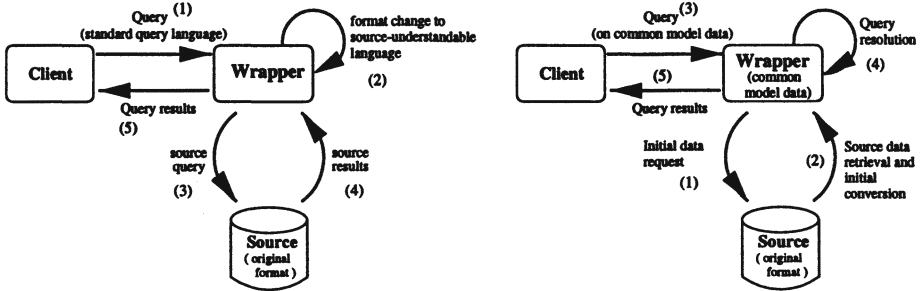 (1)
Query
(standard query language)
Client
Wrapper
format change to
source-understandable
language
(2)
Query results
(5)
source
query
(3)
source
results
(4)
Source
( original
format )
(3)
Query
(on common model data)
Client
(5)
Query results
Wrapper
(common
model data)
Query
resolution
(4)
Initial data
request
(1)
(2)
Source data
retrieval and
initial
conversion
Source
( original
format )